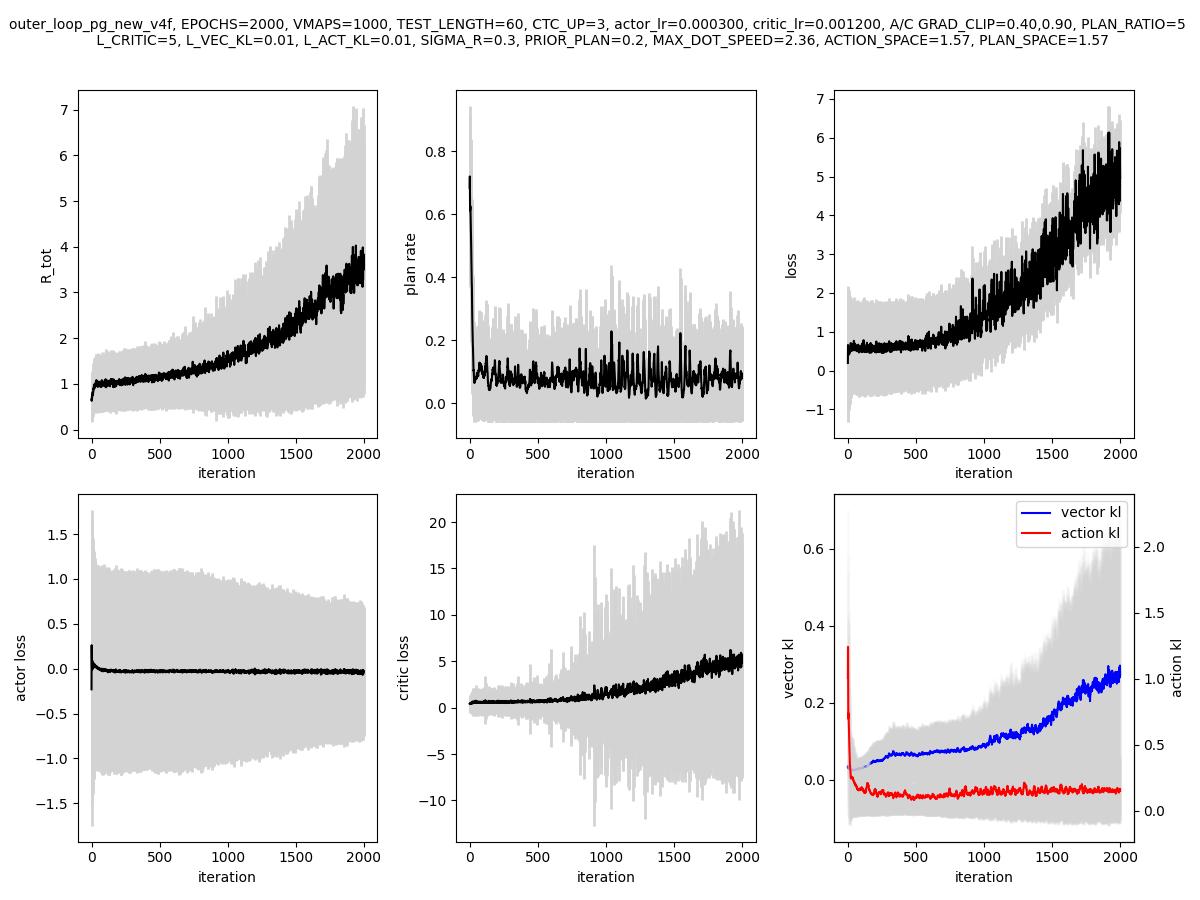 outer_loop_pg_new_v4f, EPOCHS=2000, VMAPS=1000, TEST_LENGTH=60, CTC_UP=3, actor_lr=0.000300, critic_lr=0.001200, A/C GRAD_CLIP=0.40,0.90, PLAN_RATIO=5
L_CRITIC=5, L_VEC_KL=0.01, L_ACT_KL=0.01, SIGMA_R=0.3, PRIOR_PLAN=0.2, MAX_DOT_SPEED=2.36, ACTION_SPACE=1.57, PLAN_SPACE=1.57
R_tot
7
6
5
4
3
2
1
0
0 500 1000 1500 2000
iteration
plan rate
0.8
0.6
0.4
0.2
0.0
0 500 1000 1500 2000
iteration
loss
7
6
5
4
3
2
1
0
−1
0 500 1000 1500 2000
iteration
actor loss
1.5
1.0
0.5
0.0
−0.5
−1.0
−1.5
0 500 1000 1500 2000
iteration
critic loss
20
15
10
5
0
−5
−10
0 500 1000 1500 2000
iteration
vector kl
0.6
0.4
0.2
0.0
vector kl
action kl
2.0
1.5
1.0
0.5
0.0
action kl
0 500 1000 1500 2000
iteration